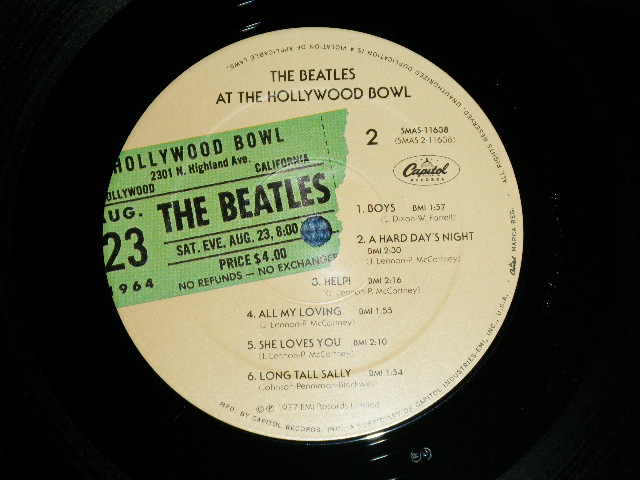 THE BEATLES
AT THE HOLLYWOOD BOWL
HOLLYWOOD BOWL
2301 N. Highland Ave.
HOLLYWOOD CALIFORNIA
AUG.
23
1964
THE BEATLES
SAT. EVE, AUG. 23, 8:00
PRICE $4.00
NO REFUNDS — NO EXCHANGE
2
SMAS-11638
(SMAS 2-11638)
Capitol
RECORDS
1. BOYS BMI 1:57
(L. Dixon-W. Farrell)
2. A HARD DAY'S NIGHT
BMI 2:30
(J. Lennon-P. McCartney)
3. HELP! BMI 2:16
(J. Lennon-P. McCartney)
4. ALL MY LOVING BMI 1:55
(J. Lennon-P. McCartney)
5. SHE LOVES YOU BMI 2:10
(J. Lennon-P. McCartney)
6. LONG TALL SALLY BMI 1:54
(Johnson-Penniman-Blackwell)
© ℗ 1977 EMI Records Limited
MFD. BY CAPITOL RECORDS, INC., A SUBSIDIARY OF CAPITOL INDUSTRIES-EMI, INC., U.S.A. Capitol MARCA REG. ALL RIGHTS RESERVED. UNAUTHORIZED DUPLICATION IS A VIOLATION OF APPLICABLE LAWS.